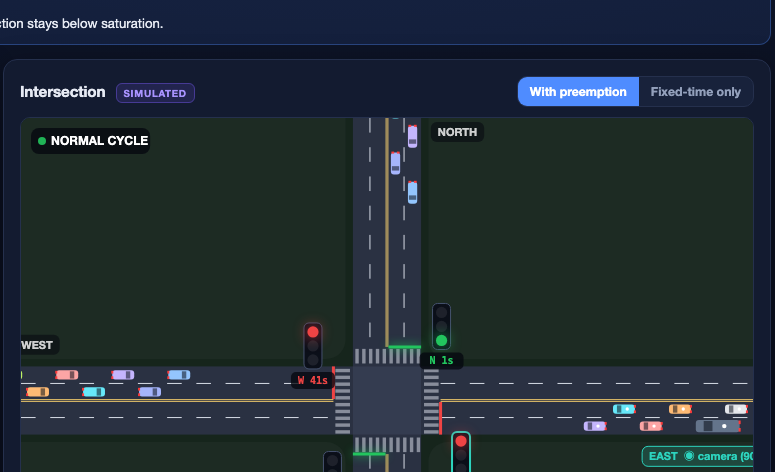 ction stays below saturation.
Intersection SIMULATED With preemption Fixed-time only
NORMAL CYCLE
NORTH
WEST
N 1s
W 41s
EAST camera (90